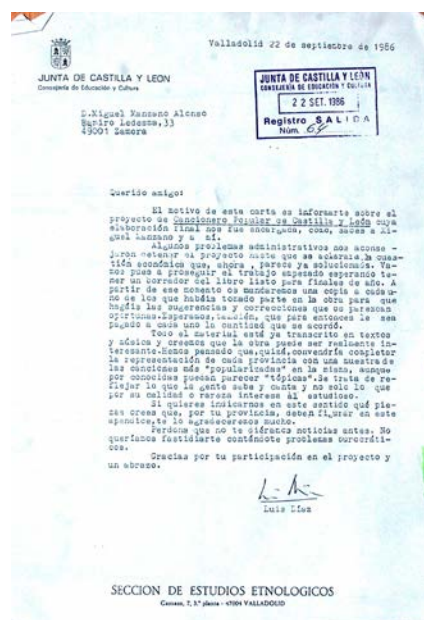 Valladolid 22 de septiembre de 1986
JUNTA DE CASTILLA Y LEON
Consejería de Educación y Cultura
JUNTA DE CASTILLA Y LEÓN
CONSEJERÍA DE EDUCACIÓN Y CULTURA
22 SET. 1986
Registro SALIDA
Núm. 64
D.Miguel Manzano Alonso
Ramiro Ledesma,33
49001 Zamora
Querido amigo:
El motivo de esta carta es informarte sobre el
proyecto de Cancionero Popular de Castilla y León cuya
elaboración final nos fue encargada, como, sabes a Mi-
guel Manzano y a mí.
Algunos problemas administrativos nos aconse -
jaron detener el proyecto hasta que se aclarara la cues-
tión económica que, ahora , parece ya solucionada. Va-
mos pues a proseguir el trabajo empezado esperando te-
ner un borrador del libro listo para finales de año. A
partir de ese momento os mandaremos una copia a cada u-
no de los que habéis tomado parte en la obra para que
hagáis las sugerencias y correcciones que os parezcan
oportunas.Esperamos,también, que para entonces le sea
pagado a cada uno la cantidad que se acordó.
Todo el material está ya transcrito en textos
y música y creemos que la obra puede ser realmente in-
teresante.Hemos pensado que,quizá,convendría completar
la representación de cada provincia con una muestra de
las canciones más "popularizadas" en la misma, aunque
por conocidas puedan parecer "tópicas".Se trata de re-
flejar lo que la gente sabe y canta y no solo lo que
por su calidad o rareza interesa al estudioso.
Si quieres indicarnos en este sentido qué pie-
zas crees que, por tu provincia, deben figurar en este
apéndice,te lo agradeceremos mucho.
Perdona que no te diéramos noticias antes. No
queríamos fastidiarte contándote problemas burocráti-
cos.
Gracias por tu participación en el proyecto y
un abrazo.
Luis Díaz
SECCION DE ESTUDIOS ETNOLOGICOS
7, 3.ª planta - 47004 VALLADOLID